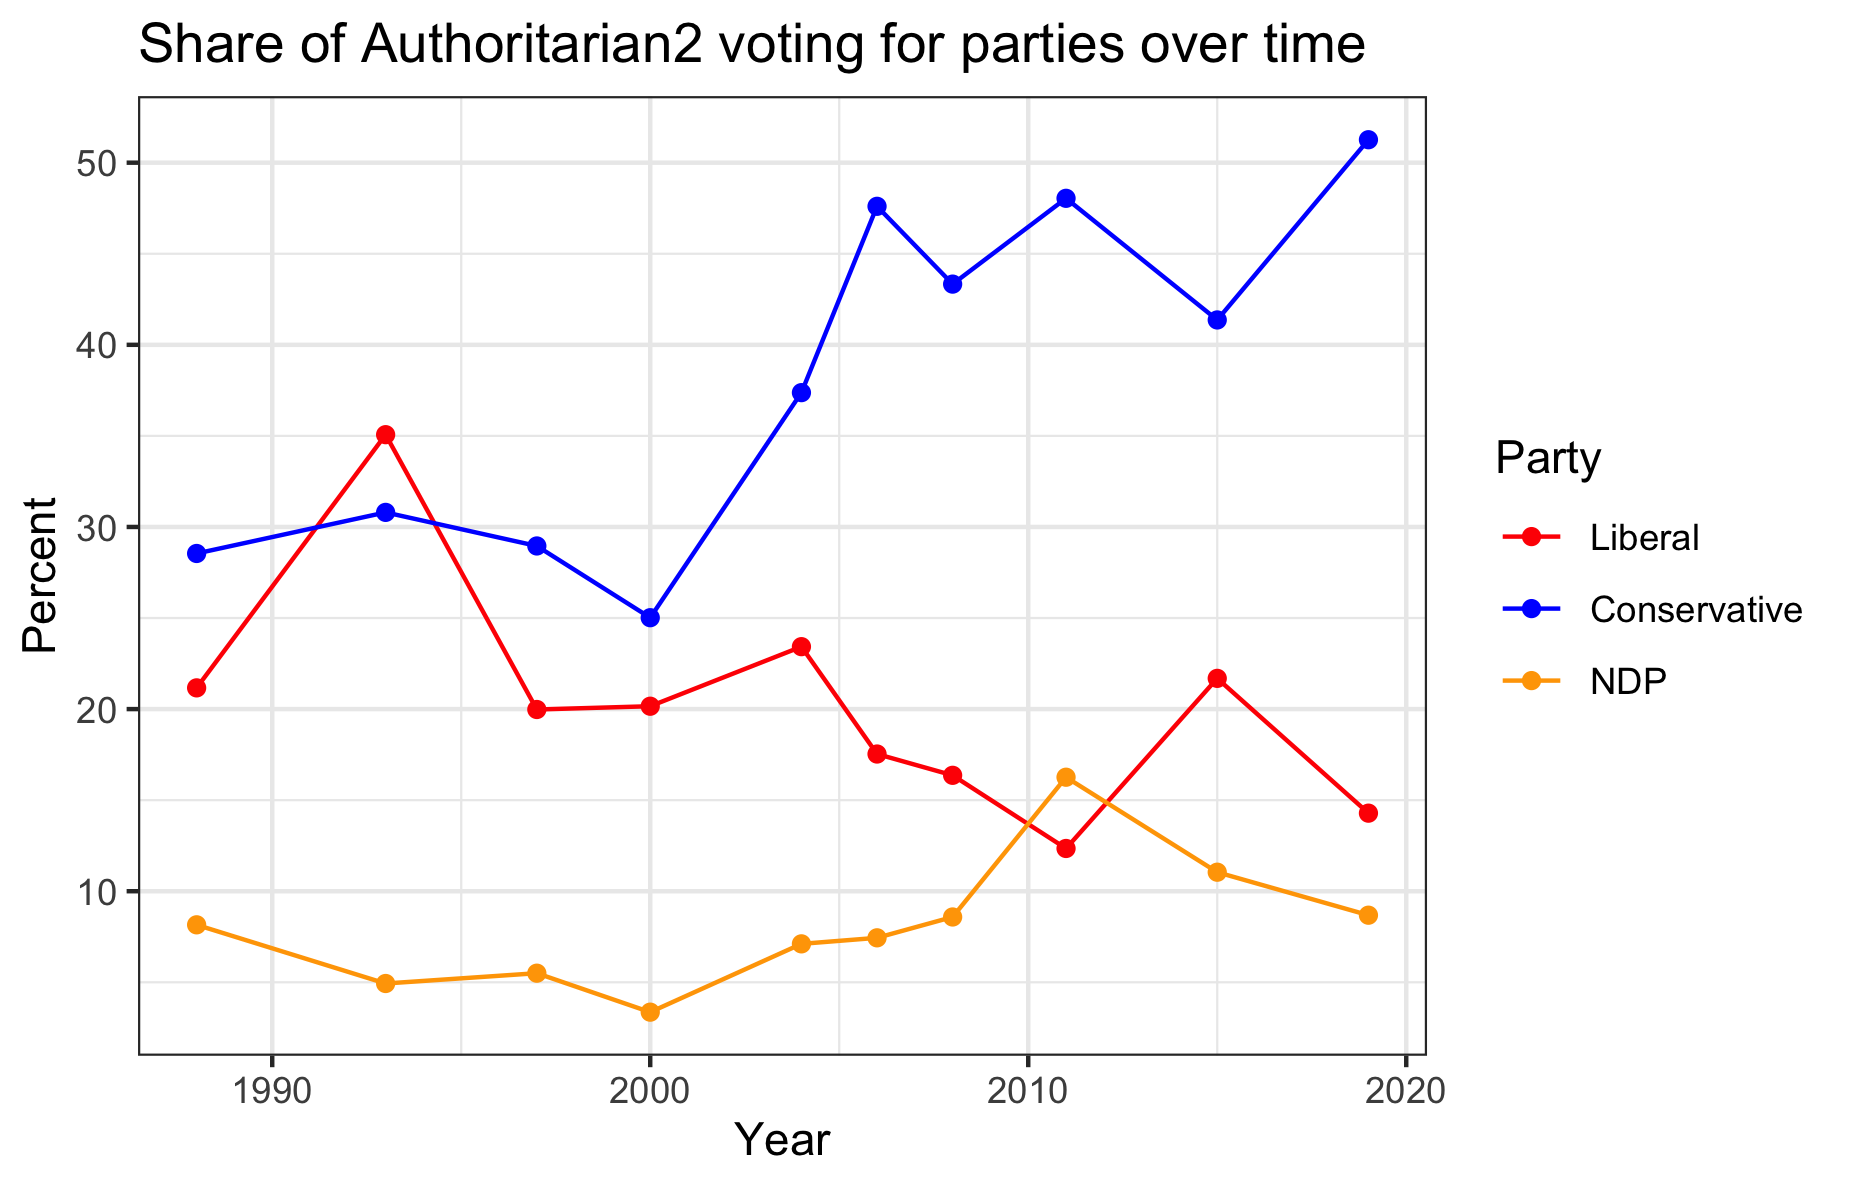 Share of Authoritarian2 voting for parties over time
Percent
50
40
30
20
10
1990 2000 2010 2020
Year
Party
Liberal
Conservative
NDP